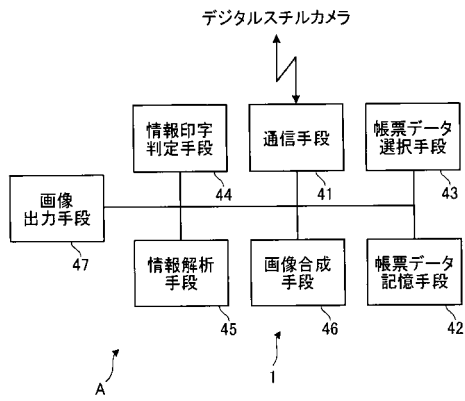 デジタルスチルカメラ
情報印字
判定手段
44
通信手段
41
帳票データ
選択手段
43
画像
出力手段
47
情報解析
手段
45
画像合成
手段
46
帳票データ
記憶手段
42
A
1